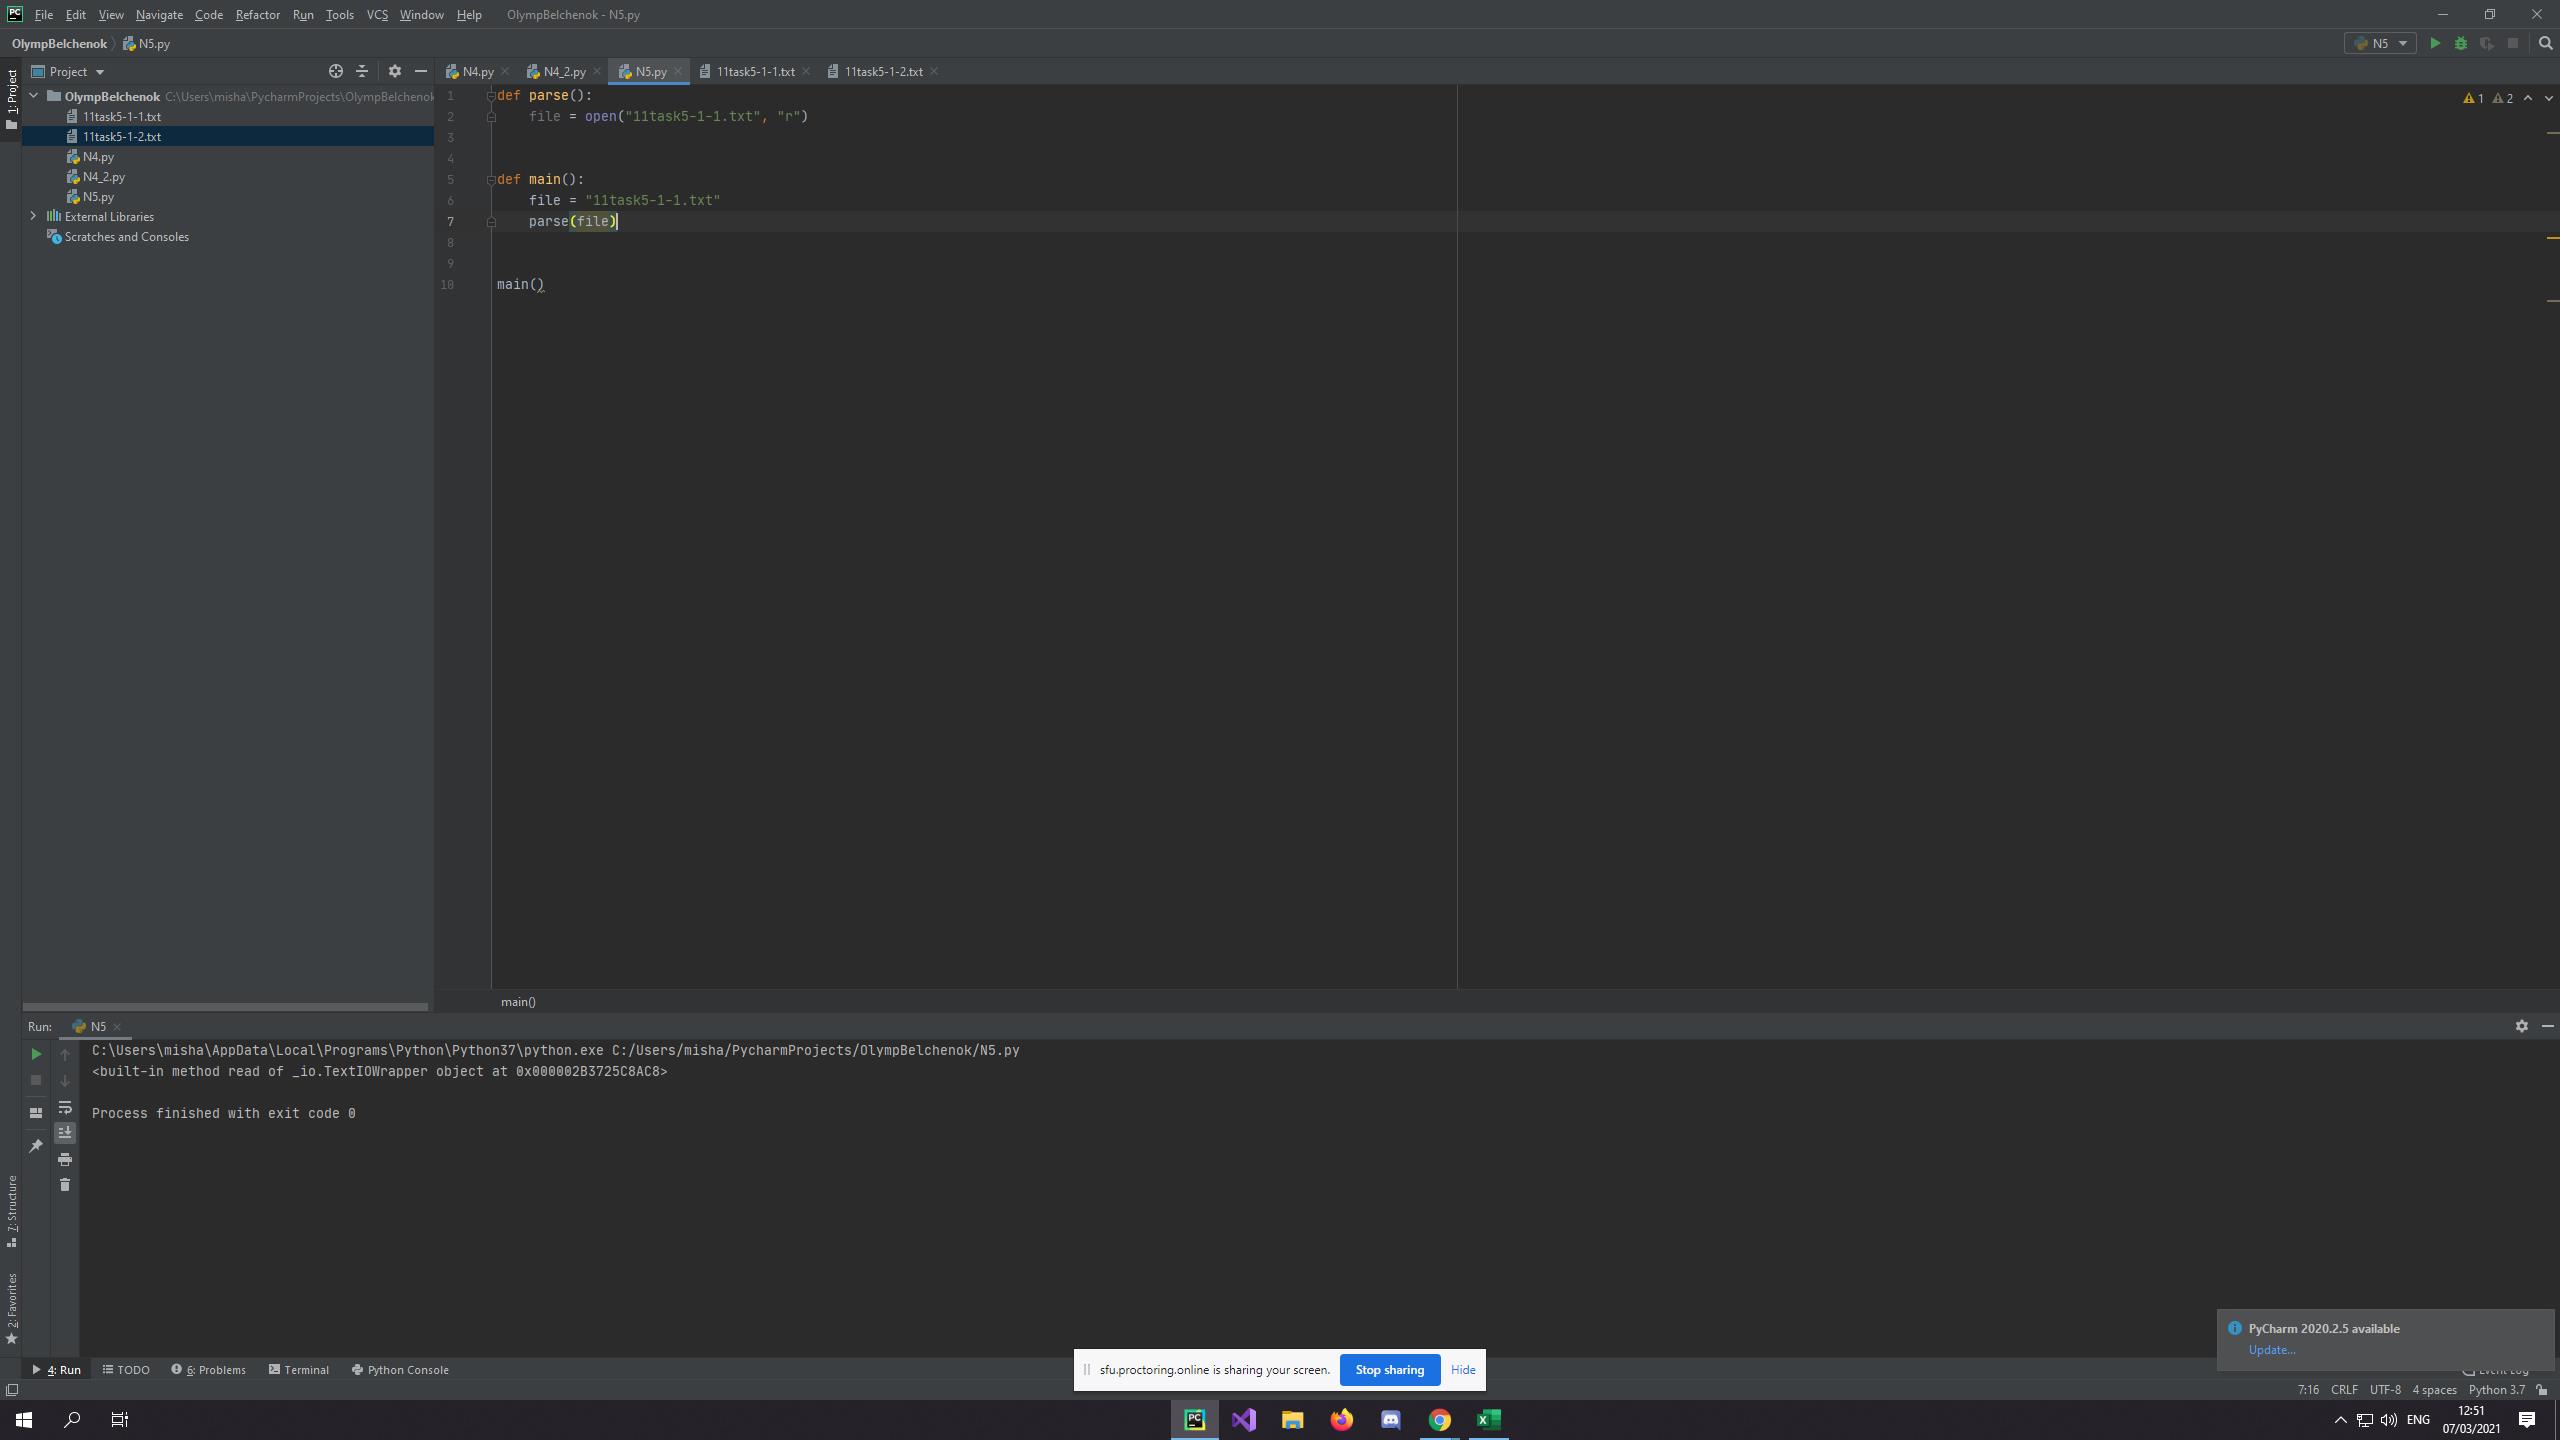 PC File Edit View Navigate Code Refactor Run Tools VCS Window Help OlympBelchenok - N5.py
OlympBelchenok N5.py N5
1: Project
Project
N4.py N4_2.py N5.py 11task5-1-1.txt 11task5-1-2.txt
OlympBelchenok C:\Users\misha\PycharmProjects\OlympBelchenok
11task5-1-1.txt
11task5-1-2.txt
N4.py
N4_2.py
N5.py
External Libraries
Scratches and Consoles
1 def parse():
2 file = open("11task5-1-1.txt", "r")
3
4
5 def main():
6 file = "11task5-1-1.txt"
7 parse(file)
8
9
10 main()
1 2
main()
Run: N5
C:\Users\misha\AppData\Local\Programs\Python\Python37\python.exe C:/Users/misha/PycharmProjects/OlympBelchenok/N5.py
<built-in method read of _io.TextIOWrapper object at 0x000002B3725C8AC8>
Process finished with exit code 0
7: Structure
2: Favorites
PyCharm 2020.2.5 available
Update...
4: Run TODO 6: Problems Terminal Python Console
Event Log
sfu.proctoring.online is sharing your screen. Stop sharing Hide
7:16 CRLF UTF-8 4 spaces Python 3.7
PC
ENG
12:51
07/03/2021